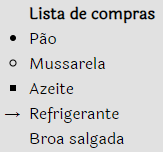 Lista de compras
• Pão
○ Mussarela
▪ Azeite
→ Refrigerante
Broa salgada